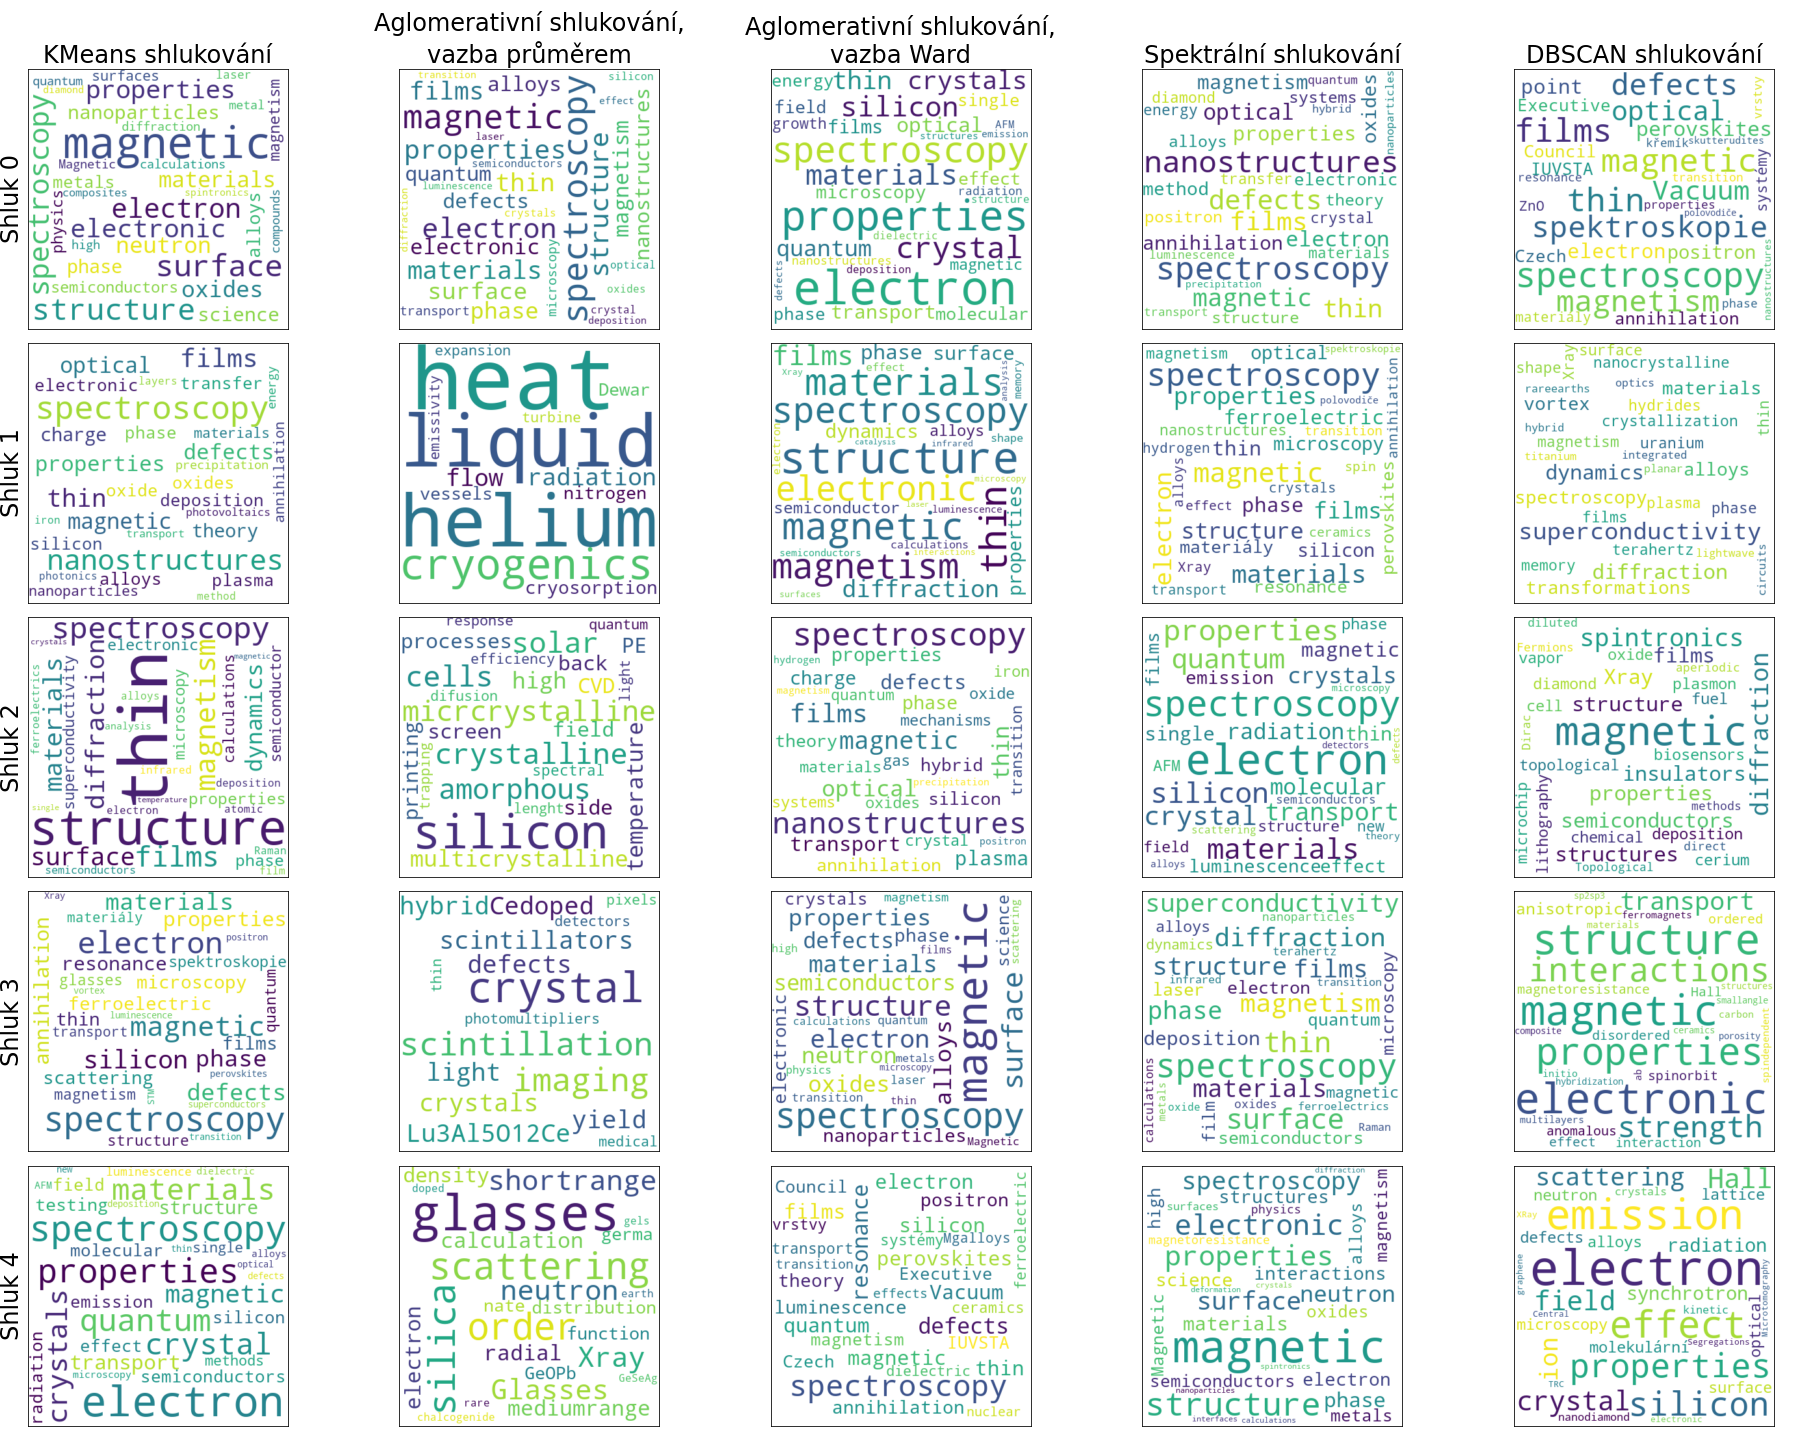 KMeans shlukování
Aglomerativní shlukování,
vazba průměrem
Aglomerativní shlukování,
vazba Ward
Spektrální shlukování
DBSCAN shlukování
Shluk 0
quantum surfaces laser
diamond properties
nanoparticles metal
diffraction
spectroscopy magnetic magnetism
Magnetic calculations
metals materials
composites spintronics
physics electron alloys compounds
electronic
high neutron
phase surface
semiconductors oxides
structure science
transition silicon
films alloys
effect
magnetic spectroscopy
laser
properties structure magnetism nanostructures
semiconductors
quantum thin
luminescence
defects
crystals
diffraction electron
electronic microscopy
materials optical
surface oxides
transport phase crystal
deposition
energy thin crystals
field silicon single
growth films optical AFM
structures emission
spectroscopy
materials effect
microscopy radiation
structure
properties
dielectric
quantum crystal
nanostructures
deposition magnetic
defects electron
phase transport molecular
magnetism quantum
diamond systems oxides
energy optical hybrid nanoparticles
alloys properties
nanostructures
transfer electronic
method defects theory
positron films crystal
annihilation electron
luminescence materials
spectroscopy
precipitation
magnetic thin
transport structure
point defects vrstvy
Executive optical
films perovskites
křemík skutterudites
Council magnetic
IUVSTA
resonance transition systémy
Vacuum
ZnO thin properties
polovodiče
spektroskopie
Czech electron positron
spectroscopy nanostructures
magnetism phase
materiály annihilation
Shluk 1
optical films
electronic layers transfer energy
spectroscopy
charge phase materials
defects annihilation
properties precipitation
thin oxide oxides
deposition
photovoltaics
iron magnetic theory
transport
silicon
nanostructures
photonics alloys plasma
nanoparticles method
expansion
heat Dewar
emissivity turbine
liquid
flow radiation
vessels nitrogen
helium
cryogenics
cryosorption
films phase surface
Xray effect analysis memory
materials
spectroscopy
electron dynamics alloys shape
catalysis infrared
structure
electronic microscopy
semiconductor laser luminescence thin properties
magnetic
calculations
semiconductors interactions
magnetism
surfaces diffraction
magnetism optical spektroskopie
spectroscopy
properties polovodiče annihilation
ferroelectric
nanostructures transition
hydrogen thin microscopy
alloys magnetic spin
crystals perovskites
electron effect phase films
structure ceramics
materiály silicon
Xray materials
transport resonance
Xray surface
shape nanocrystalline
rareearths optics materials
vortex hydrides thin
hybrid crystallization
magnetism uranium
titanium integrated
dynamics planar alloys
spectroscopy plasma
films phase
superconductivity
terahertz lightwave
memory diffraction circuits
transformations
Shluk 2
spectroscopy
crystals electronic
ferroelectrics materials superconductivity diffraction thin magnetism calculations magnetic dynamics semiconductor
alloys microscopy
analysis
infrared
deposition
temperature properties
single electron atomic
structure
surface films Raman
phase
semiconductors film
response quantum
processes solar PE
efficiency back light
cells high CVD
difusion
micrcrystalline
printing screen field temperature
trapping crystalline
spectral
amorphous
lenght side
silicon
multicrystalline
spectroscopy
hydrogen properties iron
charge defects
magnetism quantum oxide
phase
films mechanisms
theory magnetic thin transition
materials gas hybrid
optical precipitation
systems oxides silicon
nanostructures
transport crystal positron
annihilation plasma
films properties phase
quantum magnetic
emission crystals
microscopy
spectroscopy
single radiation thin
detectors defects
AFM electron
silicon molecular
semiconductors
crystal transport
scattering structure new
theory
field materials
alloys luminescence effect
diluted
Fermions spintronics
vapor oxide films
aperiodic
diamond Xray plasmon diffraction
cell structure fuel
Dirac magnetic
biosensors
topological insulators
microchip lithography properties
methods
semiconductors
chemical deposition
direct
structures cerium
Topological
Shluk 3
Xray materials
materiály properties
annihilation electron positron
resonance spektroskopie
glasses microscopy quantum
vortex
ferroelectric
thin luminescence
transport magnetic
films
silicon phase
scattering perovskites
magnetism STM defects
superconductors
spectroscopy
structure transition
hybrid Cedoped pixels
detectors
scintillators
thin defects
crystal
photomultipliers
scintillation
light imaging
crystals yield
Lu3Al5O12Ce medical
crystals magnetism
properties magnetic science scattering
high defects phase films
materials
semiconductors
electronic structure surface
calculations quantum
electron alloys
neutron metals
physics microscopy
oxides laser
transition thin
spectroscopy
nanoparticles Magnetic
superconductivity
alloys nanoparticles
dynamics diffraction
terahertz
structure films microscopy
infrared transition
laser electron
magnetism
phase quantum
deposition thin
calculations metals spectroscopy
materials magnetic
oxide film oxides ferroelectrics
surface Raman
semiconductors
sp2sp3 transport
anisotropic ferromagnets ordered
materials
structure
interactions
magnetoresistance Hall structures
smallangle
magnetic carbon spindependent
composite ceramics
disordered porosity
properties
initio ab spinorbit
hybridization
electronic
multilayers
anomalous strength
effect interaction
Shluk 4
new luminescence dielectric
AFM field materials
testing deposition structure
spectroscopy
molecular thin single alloys
optical
properties defects
emission magnetic
radiation crystals quantum silicon
effect crystal
transport methods
microscopy semiconductors
electron
density shortrange
doped
glasses gels
calculation germa
scattering
electron silica neutron earth
nate distribution
order function
radial Xray
GeOPb GeSeAg
Glasses
rare
chalcogenide mediumrange
Council electron ferroelectric
films resonance positron
vrstvy silicon
systémy Mgalloys
transport perovskites
transition
theory Executive
effects Vacuum
luminescence ceramics
quantum defects
magnetism IUVSTA
Czech magnetic
dielectric thin
spectroscopy
annihilation nuclear
diffraction
spectroscopy magnetism
high surfaces structures alloys
physics
electronic
magnetoresistance
properties
science interactions
crystals
deformation
surface neutron
Magnetic materials oxides
magnetic
spintronics
semiconductors electron
nanoparticles
structure phase
interfaces calculations metals
scattering Hall
neutron crystals lattice
XRay emission
defects alloys radiation
graphene electron optical Microtomography
field synchrotron
Central kinetic
microscopy effect
ion molekulární Segregations
properties
TRC surface
crystal silicon
nanodiamond electronic